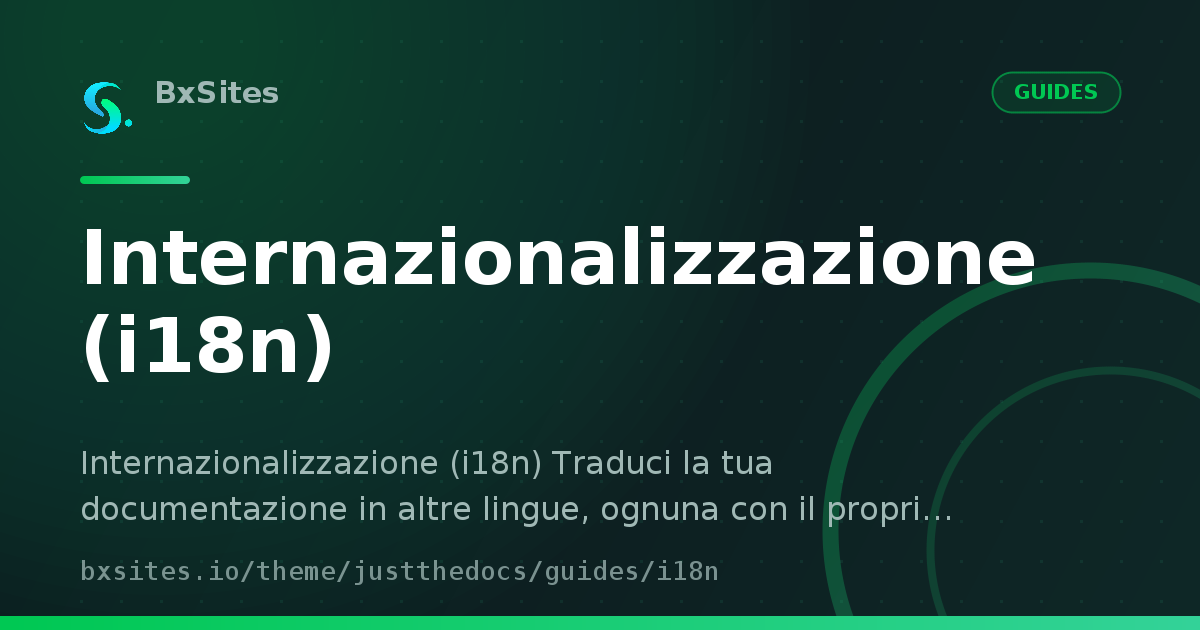 BxSites
GUIDES
Internazionalizzazione
(i18n)
Internazionalizzazione (i18n) Traduci la tua
documentazione in altre lingue, ognuna con il propri…
bxsites.io/theme/justthedocs/guides/i18n